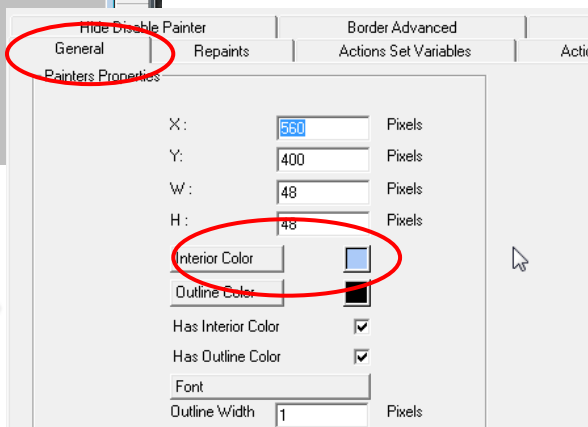 Hide Disable Painter Border Advanced
General Repaints Actions Set Variables
Painters Properties
X : 560 Pixels
Y: 400 Pixels
W : 48 Pixels
H : 48 Pixels
Interior Color
Outline Color
Has Interior Color
Has Outline Color
Font
Outline Width 1 Pixels